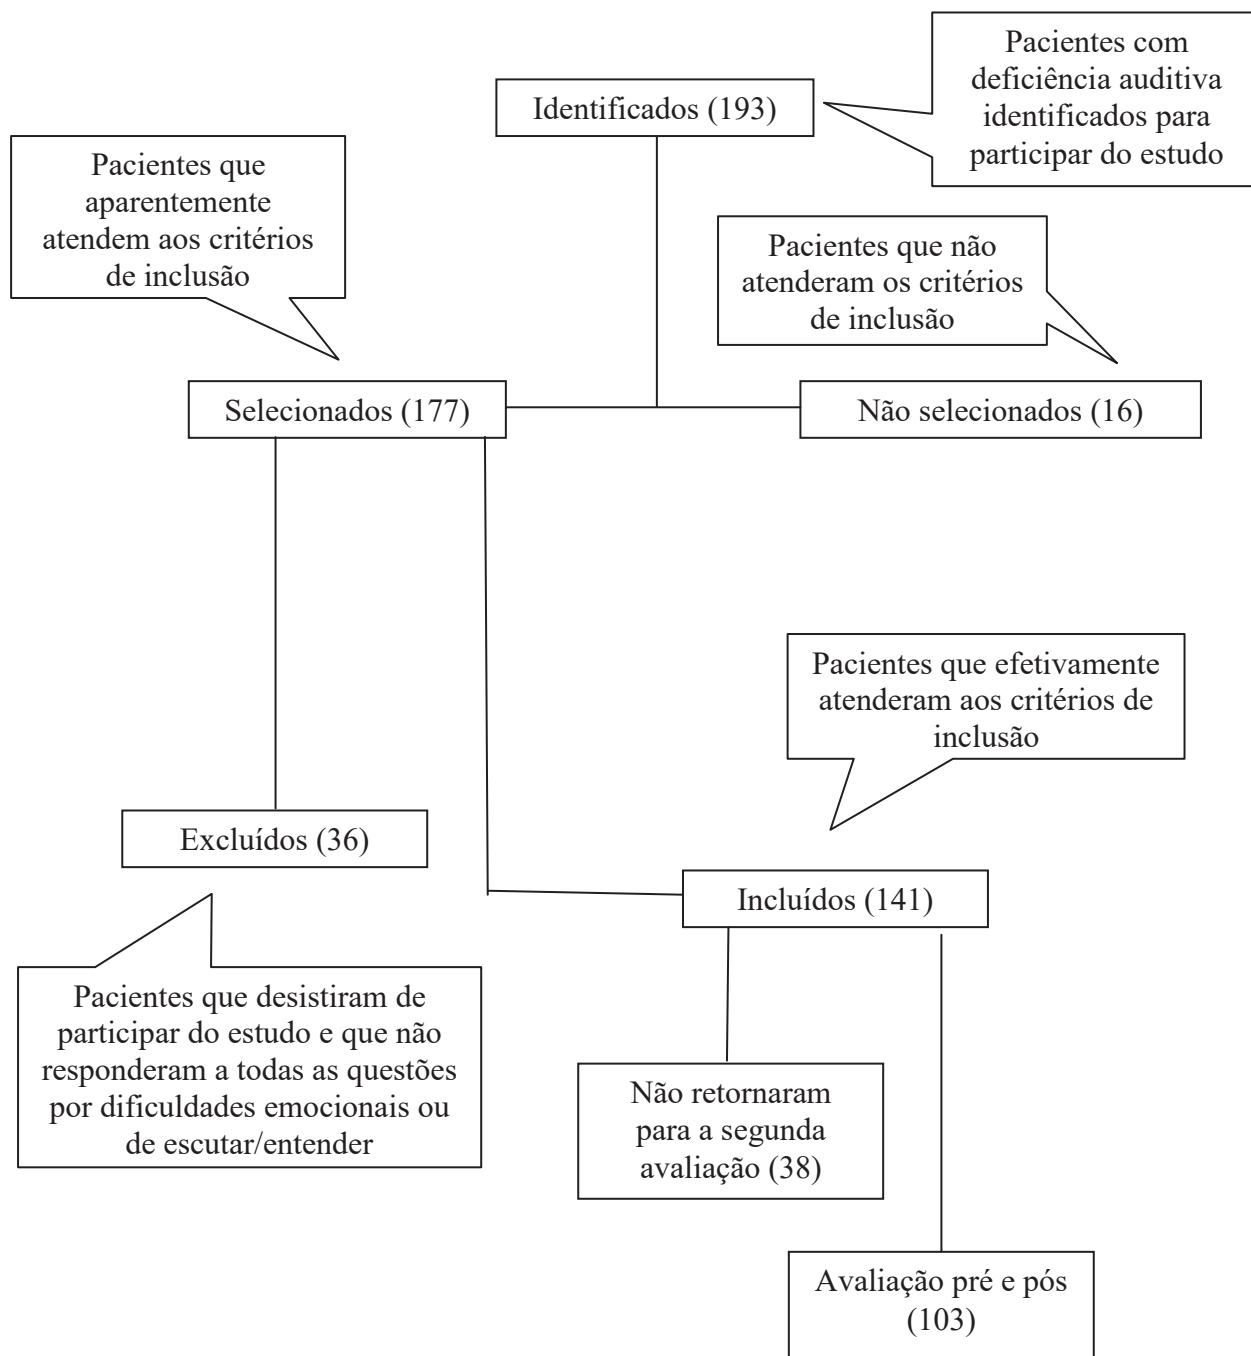 Pacientes com
deficiência auditiva
identificados para
participar do estudo
Identificados (193)
Pacientes que
aparentemente
atendem aos critérios
de inclusão
Pacientes que não
atenderam os critérios
de inclusão
Selecionados (177)
Não selecionados (16)
Pacientes que efetivamente
atenderam aos critérios de
inclusão
Excluídos (36)
Incluídos (141)
Pacientes que desistiram de
participar do estudo e que não
responderam a todas as questões
por dificuldades emocionais ou
de escutar/entender
Não retornaram
para a segunda
avaliação (38)
Avaliação pré e pós
(103)